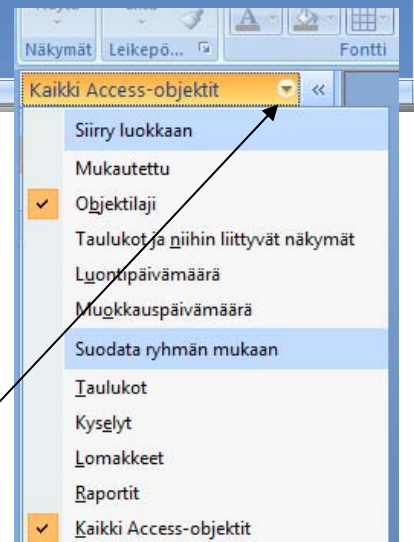 Näkymät Leikepö... Fontti
Kaikki Access-objektit «
Siirry luokkaan
Mukautettu
Objektilaji
Taulukot ja niihin liittyvät näkymät
Luontipäivämäärä
Muokkauspäivämäärä
Suodata ryhmän mukaan
Taulukot
Kyselyt
Lomakkeet
Raportit
Kaikki Access-objektit